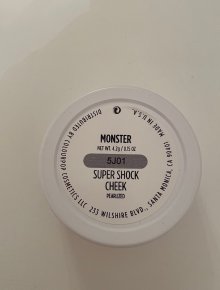 MONSTER
NET WT. 4.2g / 0.15 OZ
5J01
SUPER SHOCK
CHEEK
PEARLIZED
DISTRIBUTED BY COLOURPOP COSMETICS LLC 233 WILSHIRE BLVD., SANTA MONICA, CA 90401
MADE IN U.S.A.